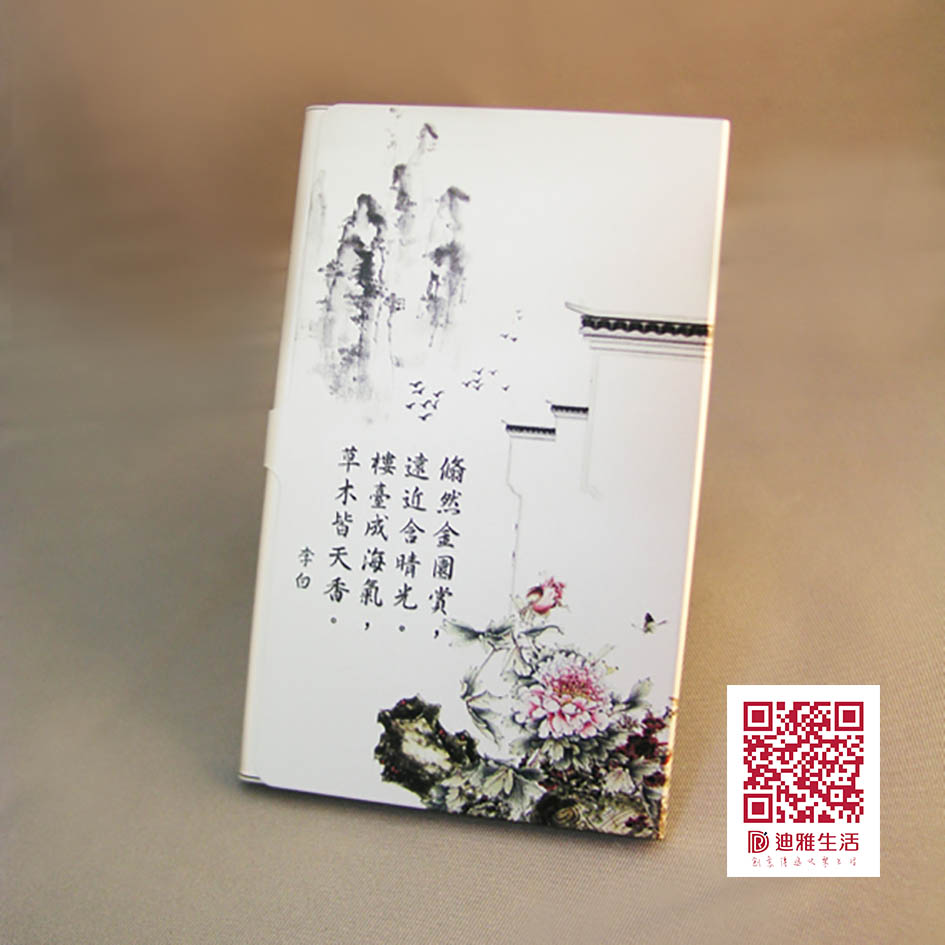 翛然金園賞，
遠近含晴光。
樓臺成海氣，
草木皆天香。
李白
迪雅生活